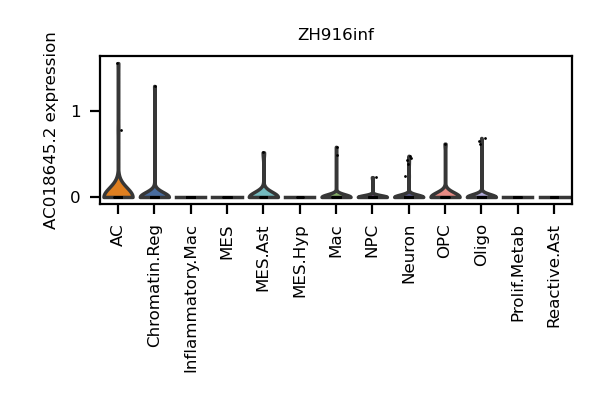 ZH916inf
AC018645.2 expression
1
0
AC
Chromatin.Reg
Inflammatory.Mac
MES
MES.Ast
MES.Hyp
Mac
NPC
Neuron
OPC
Oligo
Prolif.Metab
Reactive.Ast